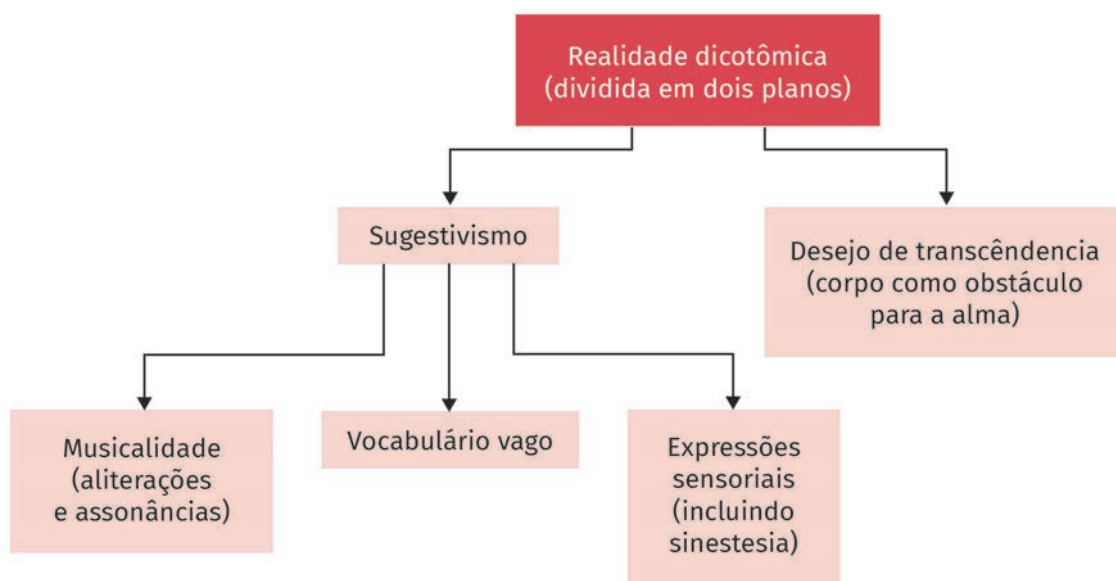 Realidade dicotômica
(dividida em dois planos)
Sugestivismo
Desejo de transcêndencia
(corpo como obstáculo
para a alma)
Musicalidade
(aliterações
e assonâncias)
Vocabulário vago
Expressões
sensoriais
(incluindo
sinestesia)